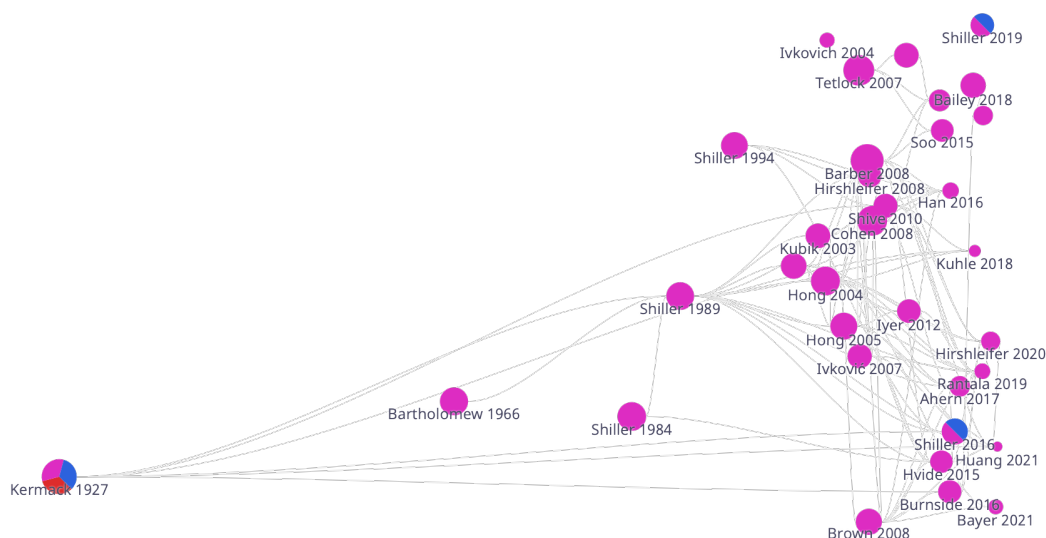 Shiller 2019
Ivkovich 2004
Tetlock 2007
Bailey 2018
Soo 2015
Shiller 1994
Barber 2008
Hirshleifer 2008
Han 2016
Shive 2010
Cohen 2008
Kubik 2003
Kuhle 2018
Hong 2004
Shiller 1989
Iyer 2012
Hong 2005
Hirshleifer 2020
Ivkovic 2007
Rantala 2019
Ahern 2017
Bartholomew 1966
Shiller 1984
Shiller 2016
Huang 2021
Hvide 2015
Kermack 1927
Burnside 2016
Bayer 2021
Brown 2008